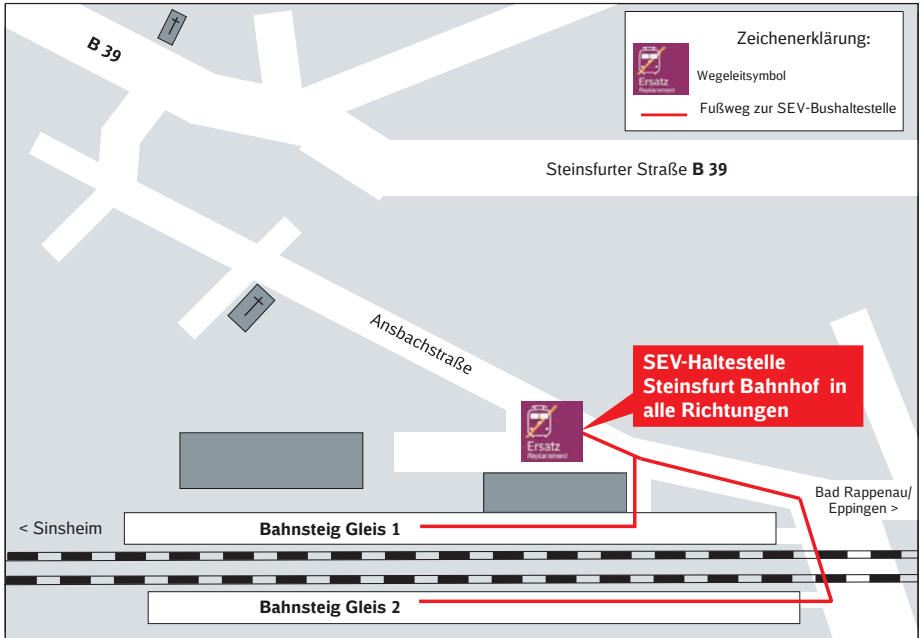 B 39
Zeichenerklärung:
Ersatz
Replacement
Wegeleitsymbol
Fußweg zur SEV-Bushaltestelle
Steinsfurter Straße B 39
Ansbachstraße
SEV-Haltestelle
Steinsfurt Bahnhof in
alle Richtungen
Ersatz
Replacement
Bad Rappenau/
Eppingen >
< Sinsheim
Bahnsteig Gleis 1
Bahnsteig Gleis 2